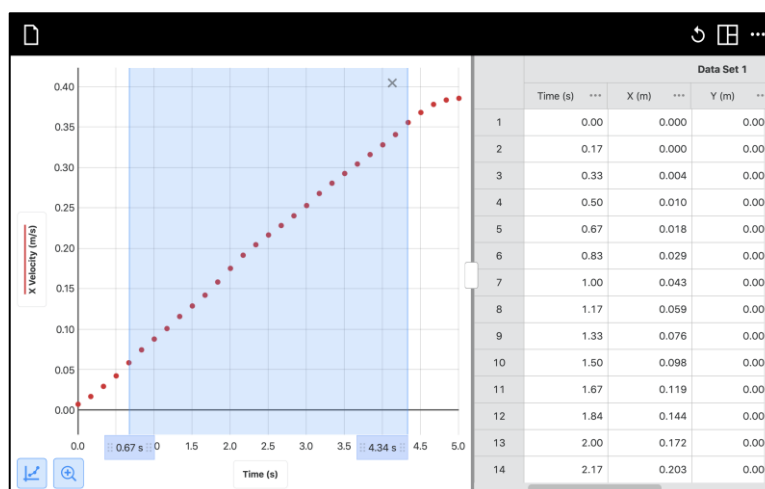 Data Set 1
Time (s) ··· X (m) ··· Y (m) ···
1 0.00 0.000 0.00
2 0.17 0.000 0.00
3 0.33 0.004 0.00
4 0.50 0.010 0.00
5 0.67 0.018 0.00
6 0.83 0.029 0.00
7 1.00 0.043 0.00
8 1.17 0.059 0.00
9 1.33 0.076 0.00
10 1.50 0.098 0.00
11 1.67 0.119 0.00
12 1.84 0.144 0.00
13 2.00 0.172 0.00
14 2.17 0.203 0.00
X Velocity (m/s)
0.40
0.35
0.30
0.25
0.20
0.15
0.10
0.05
0.00
0.0 0.67 s 1.0 1.5 2.0 2.5 3.0 3.5 4.34 s 4.5 5.0
Time (s)